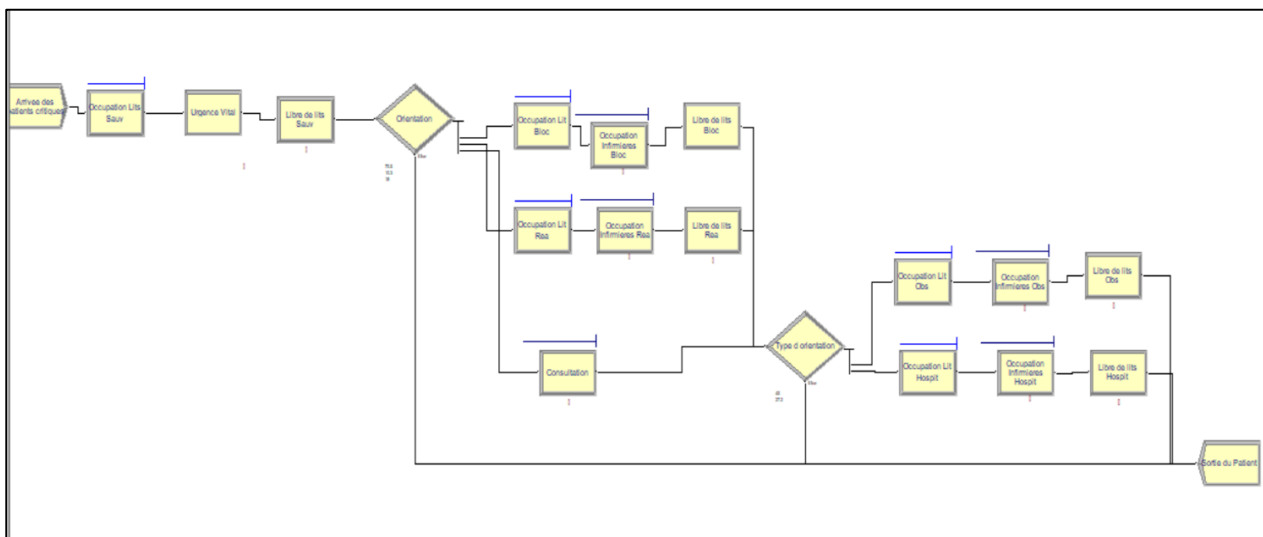 Arrivée des
patients critiques
Occupation Lits
Sauv
Urgence Vital
Libre de lits
Sauv
Orientation
Else
Occupation Lit
Bloc
Occupation
Infirmieres
Bloc
Libre de lits
Bloc
Occupation Lit
Rea
Occupation
Infirmieres Rea
Libre de lits
Rea
Consultation
Type d orientation
Else
Occupation Lit
Obs
Occupation
Infirmieres Obs
Libre de lits
Obs
Occupation Lit
Hospit
Occupation
Infirmieres
Hospit
Libre de lits
Hospit
Sortie du Patient